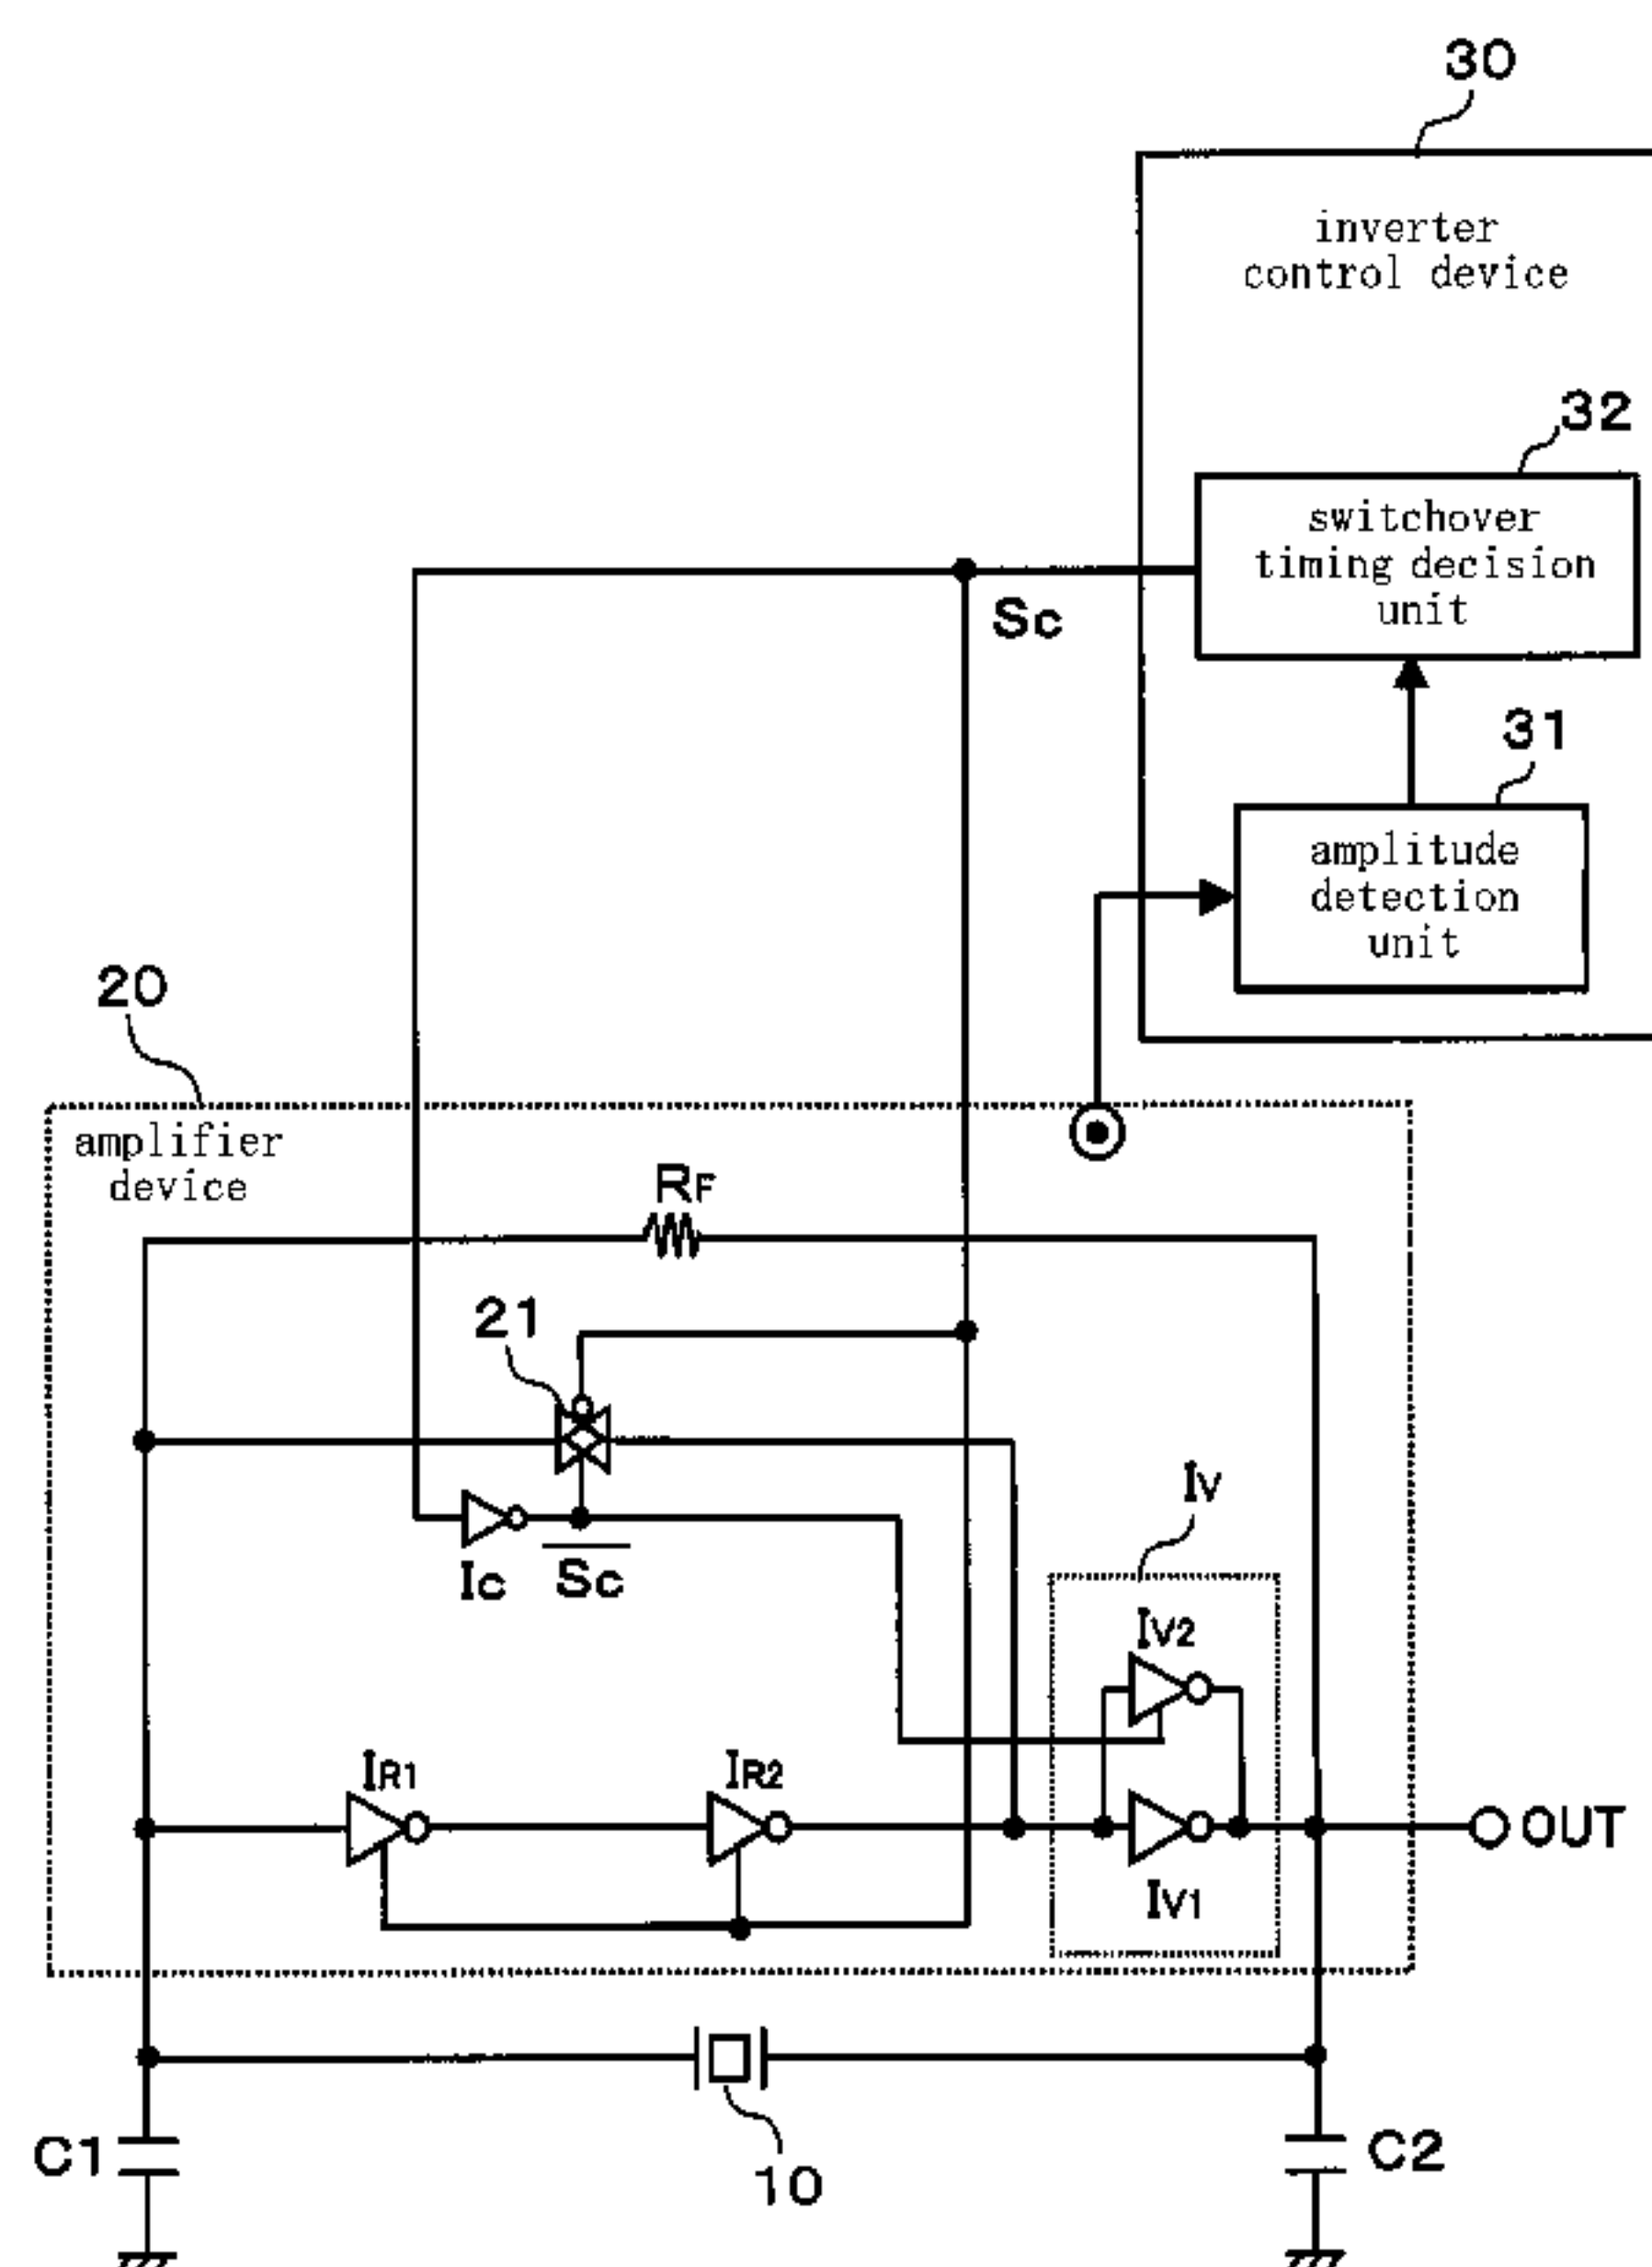 30
inverter
control device
32
switchover
timing decision
unit
Sc
31
amplitude
detection
unit
20
amplifier
device
RF
21
IV
Ic
Sc
IV2
IR1
IR2
OUT
IV1
C1
10
C2